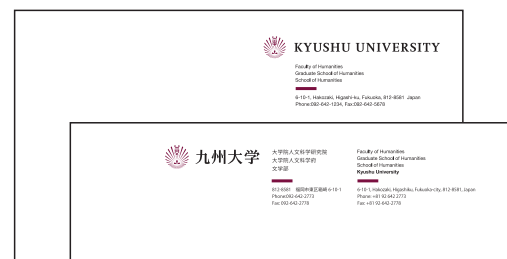 KYUSHU UNIVERSITY
Faculty of Humanities
Graduate School of Humanities
School of Humanities
6-10-1, Hakozaki, Higashi-ku, Fukuoka, 812-8581 Japan
Phone:092-642-1234, Fax:092-642-5678
九州大学
大学院人文科学研究院
大学院人文科学府
文学部
812-8581 福岡市東区箱崎 6-10-1
Phone:092-642-2773
Fax: 092-642-2778
Faculty of Humanities
Graduate School of Humanities
School of Humanities
Kyushu University
6-10-1, Hakozaki, Higashiku, Fukuoka-city, 812-8581, Japan
Phone: +81 92 642 2773
Fax: +81 92-642-2778